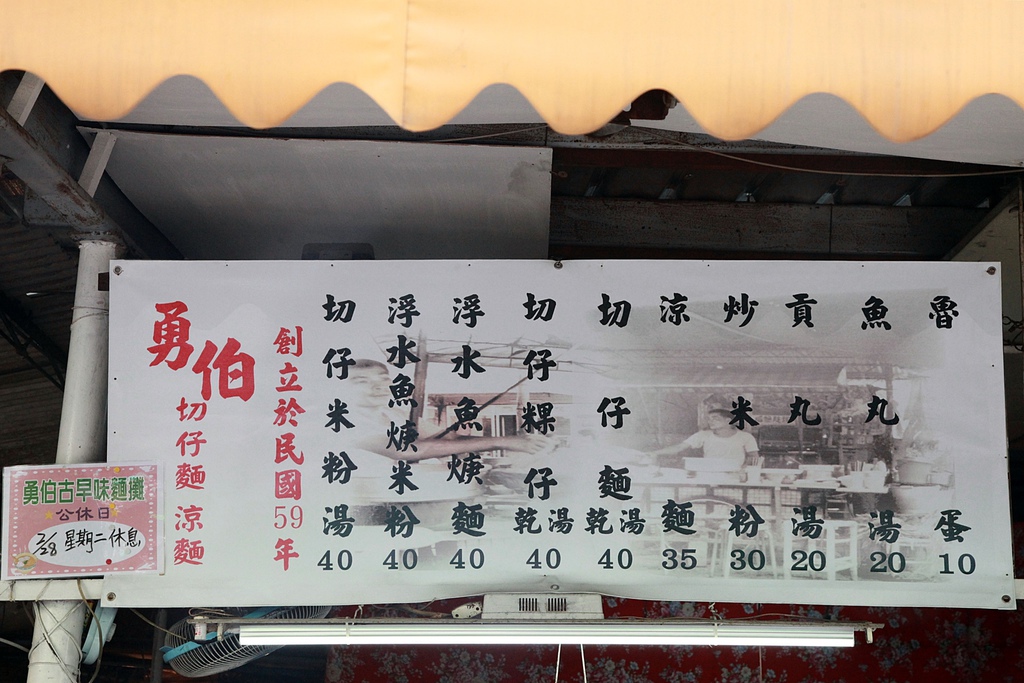 勇伯
切仔麵 涼麵
創立於民國59年
切仔米粉湯 40
浮水魚焿米粉 40
浮水魚焿麵 40
切仔粿仔乾湯 40
切仔麵乾湯 40
涼麵 35
炒米粉 30
貢丸湯 20
魚丸湯 20
魯蛋 10
勇伯古早味麵攤
公休日
2/28 星期二休息